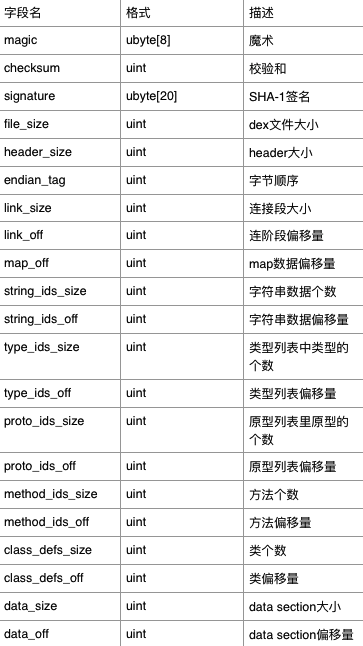 字段名 格式 描述
magic ubyte[8] 魔术
checksum uint 校验和
signature ubyte[20] SHA-1签名
file_size uint dex文件大小
header_size uint header大小
endian_tag uint 字节顺序
link_size uint 连接段大小
link_off uint 连阶段偏移量
map_off uint map数据偏移量
string_ids_size uint 字符串数据个数
string_ids_off uint 字符串数据偏移量
type_ids_size uint 类型列表中类型的
个数
type_ids_off uint 类型列表偏移量
proto_ids_size uint 原型列表里原型的
个数
proto_ids_off uint 原型列表偏移量
method_ids_size uint 方法个数
method_ids_off uint 方法偏移量
class_defs_size uint 类个数
class_defs_off uint 类偏移量
data_size uint data section大小
data_off uint data section偏移量